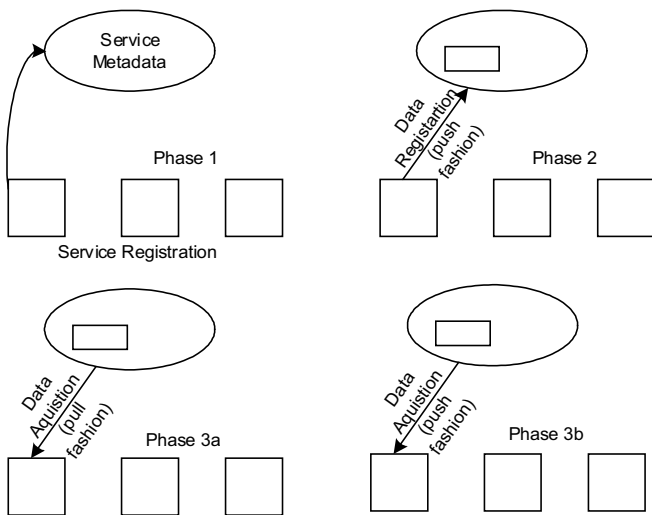 Service
Metadata
Phase 1
Service Registration
Data
Registartion
(push
fashion)
Phase 2
Data
Aquistion
(pull
fashion)
Phase 3a
Data
Aquistion
(push
fashion)
Phase 3b